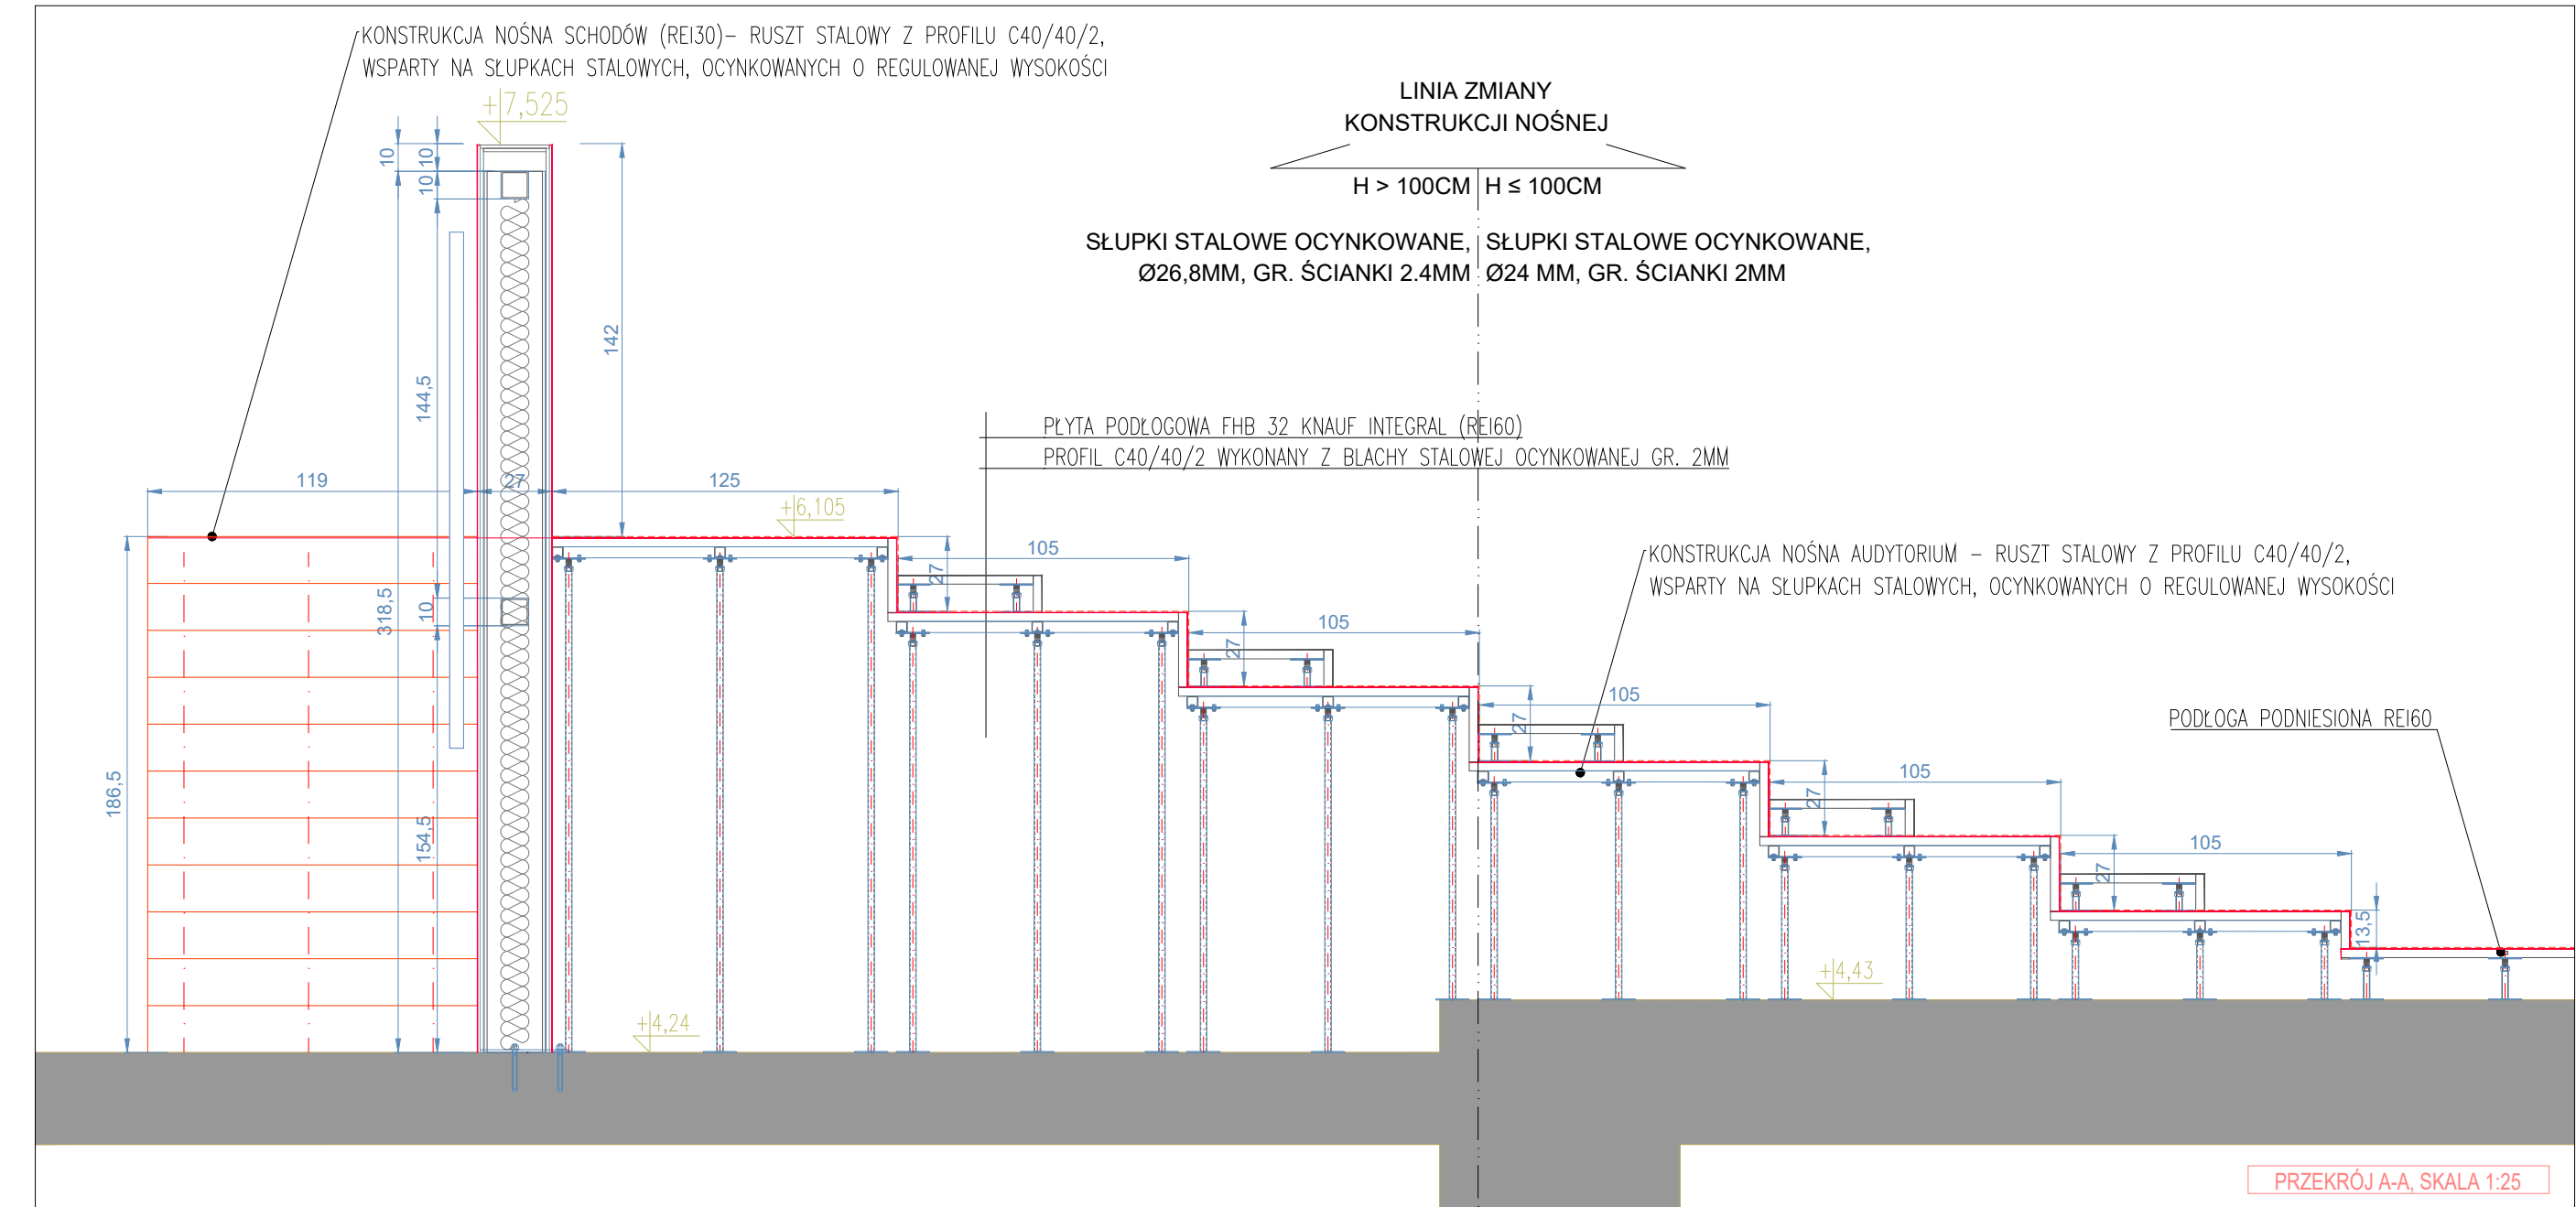 KONSTRUKCJA NOŚNA SCHODÓW (REI30)– RUSZT STALOWY Z PROFILU C40/40/2,
WSPARTY NA SŁUPKACH STALOWYCH, OCYNKOWANYCH O REGULOWANEJ WYSOKOŚCI
+7,525
LINIA ZMIANY
KONSTRUKCJI NOŚNEJ
H > 100CM
H ≤ 100CM
SŁUPKI STALOWE OCYNKOWANE,
Ø26,8MM, GR. ŚCIANKI 2.4MM
SŁUPKI STALOWE OCYNKOWANE,
Ø24 MM, GR. ŚCIANKI 2MM
10
10
10
142
144,5
318,5
10
154,5
186,5
PŁYTA PODŁOGOWA FHB 32 KNAUF INTEGRAL (REI60)
PROFIL C40/40/2 WYKONANY Z BLACHY STALOWEJ OCYNKOWANEJ GR. 2MM
119
27
125
+6,105
105
27
105
27
105
27
105
27
105
27
13,5
KONSTRUKCJA NOŚNA AUDYTORIUM – RUSZT STALOWY Z PROFILU C40/40/2,
WSPARTY NA SŁUPKACH STALOWYCH, OCYNKOWANYCH O REGULOWANEJ WYSOKOŚCI
PODŁOGA PODNIESIONA REI60
+4,43
+4,24
PRZEKRÓJ A-A, SKALA 1:25